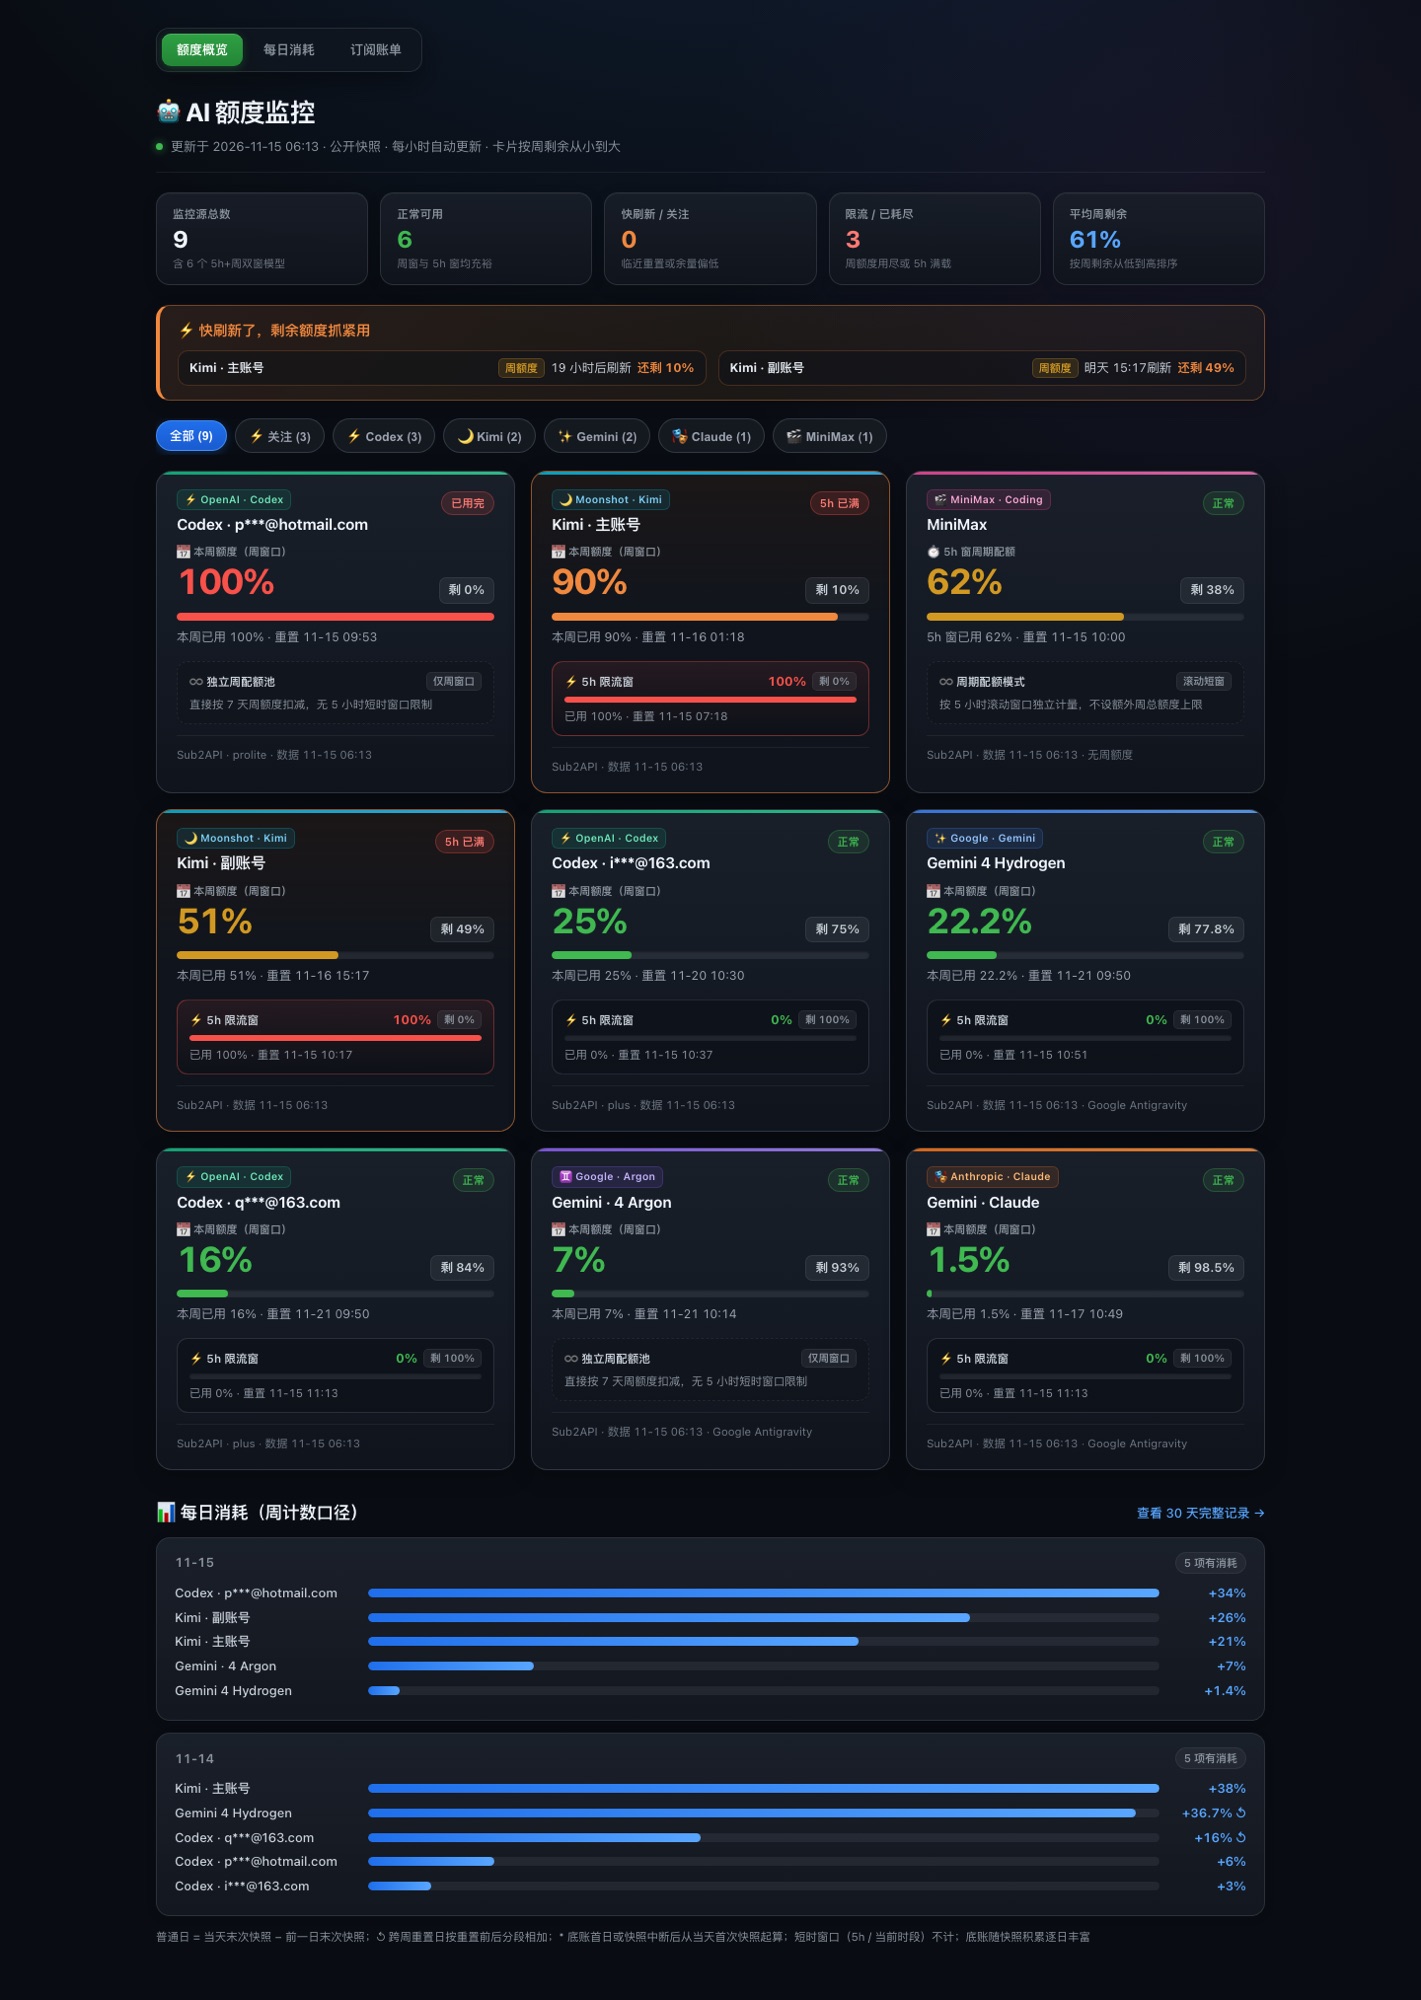 额度概览 每日消耗 订阅账单
AI 额度监控
更新于 2026-11-15 06:13 · 公开快照 · 每小时自动更新 · 卡片按周剩余从小到大
监控源总数
9
含 6 个 5h+周双窗模型
正常可用
6
周窗与 5h 窗均充裕
快刷新 / 关注
0
临近重置或余量偏低
限流 / 已耗尽
3
周额度用尽或 5h 满载
平均周剩余
61%
按周剩余从低到高排序
⚡ 快刷新了，剩余额度抓紧用
Kimi · 主账号 周额度 19 小时后刷新 还剩 10%
Kimi · 副账号 周额度 明天 15:17刷新 还剩 49%
全部 (9) ⚡ 关注 (3) ⚡ Codex (3) 🌙 Kimi (2) ✨ Gemini (2) 🎭 Claude (1) 🎬 MiniMax (1)
⚡ OpenAI · Codex 已用完
Codex · p***@hotmail.com
📅 本周额度（周窗口）
100% 剩 0%
本周已用 100% · 重置 11-15 09:53
∞ 独立周配额池 仅周窗口
直接按 7 天周额度扣减，无 5 小时短时窗口限制
Sub2API · prolite · 数据 11-15 06:13
🌙 Moonshot · Kimi 5h 已满
Kimi · 主账号
📅 本周额度（周窗口）
90% 剩 10%
本周已用 90% · 重置 11-16 01:18
⚡ 5h 限流窗 100% 剩 0%
已用 100% · 重置 11-15 07:18
Sub2API · 数据 11-15 06:13
🎬 MiniMax · Coding 正常
MiniMax
⏱ 5h 窗周期配额
62% 剩 38%
5h 窗已用 62% · 重置 11-15 10:00
∞ 周期配额模式 滚动短窗
按 5 小时滚动窗口独立计量，不设额外周总额度上限
Sub2API · 数据 11-15 06:13 · 无周额度
🌙 Moonshot · Kimi 5h 已满
Kimi · 副账号
📅 本周额度（周窗口）
51% 剩 49%
本周已用 51% · 重置 11-16 15:17
⚡ 5h 限流窗 100% 剩 0%
已用 100% · 重置 11-15 10:17
Sub2API · 数据 11-15 06:13
⚡ OpenAI · Codex 正常
Codex · i***@163.com
📅 本周额度（周窗口）
25% 剩 75%
本周已用 25% · 重置 11-20 10:30
⚡ 5h 限流窗 0% 剩 100%
已用 0% · 重置 11-15 10:37
Sub2API · plus · 数据 11-15 06:13
✨ Google · Gemini 正常
Gemini 4 Hydrogen
📅 本周额度（周窗口）
22.2% 剩 77.8%
本周已用 22.2% · 重置 11-21 09:50
⚡ 5h 限流窗 0% 剩 100%
已用 0% · 重置 11-15 10:51
Sub2API · 数据 11-15 06:13 · Google Antigravity
⚡ OpenAI · Codex 正常
Codex · q***@163.com
📅 本周额度（周窗口）
16% 剩 84%
本周已用 16% · 重置 11-21 09:50
⚡ 5h 限流窗 0% 剩 100%
已用 0% · 重置 11-15 11:13
Sub2API · plus · 数据 11-15 06:13
♊ Google · Argon 正常
Gemini · 4 Argon
📅 本周额度（周窗口）
7% 剩 93%
本周已用 7% · 重置 11-21 10:14
∞ 独立周配额池 仅周窗口
直接按 7 天周额度扣减，无 5 小时短时窗口限制
Sub2API · 数据 11-15 06:13 · Google Antigravity
🎭 Anthropic · Claude 正常
Gemini · Claude
📅 本周额度（周窗口）
1.5% 剩 98.5%
本周已用 1.5% · 重置 11-17 10:49
⚡ 5h 限流窗 0% 剩 100%
已用 0% · 重置 11-15 11:13
Sub2API · 数据 11-15 06:13 · Google Antigravity
📊 每日消耗（周计数口径） 查看 30 天完整记录 →
11-15 5 项有消耗
Codex · p***@hotmail.com +34%
Kimi · 副账号 +26%
Kimi · 主账号 +21%
Gemini · 4 Argon +7%
Gemini 4 Hydrogen +1.4%
11-14 5 项有消耗
Kimi · 主账号 +38%
Gemini 4 Hydrogen +36.7% ↺
Codex · q***@163.com +16% ↺
Codex · p***@hotmail.com +6%
Codex · i***@163.com +3%
普通日 = 当天末次快照 − 前一日末次快照；↺ 跨周重置日按重置前后分段相加；* 底账首日或快照中断后从当天首次快照起算；短时窗口（5h / 当前时段）不计；底账随快照积累逐日丰富